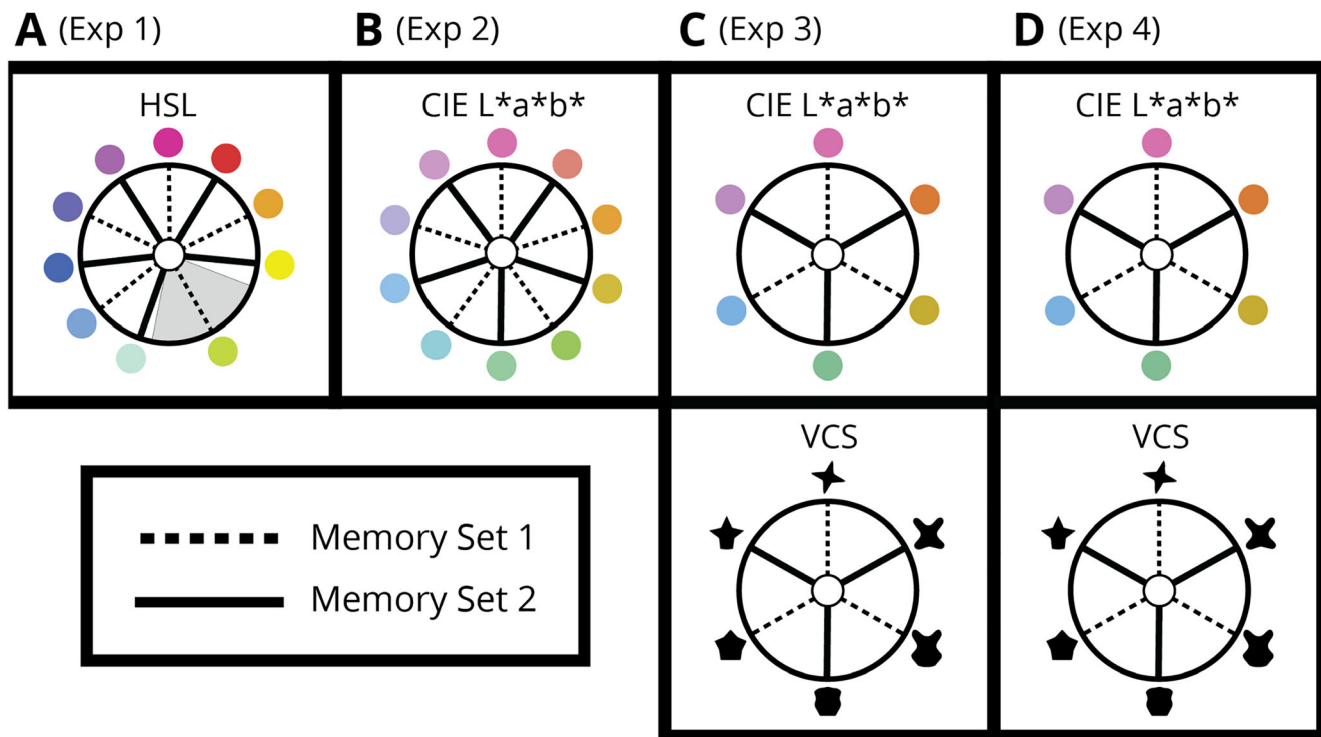 A (Exp 1)
B (Exp 2)
C (Exp 3)
D (Exp 4)
HSL
CIE L*a*b*
CIE L*a*b*
CIE L*a*b*
VCS
VCS
Memory Set 1
Memory Set 2